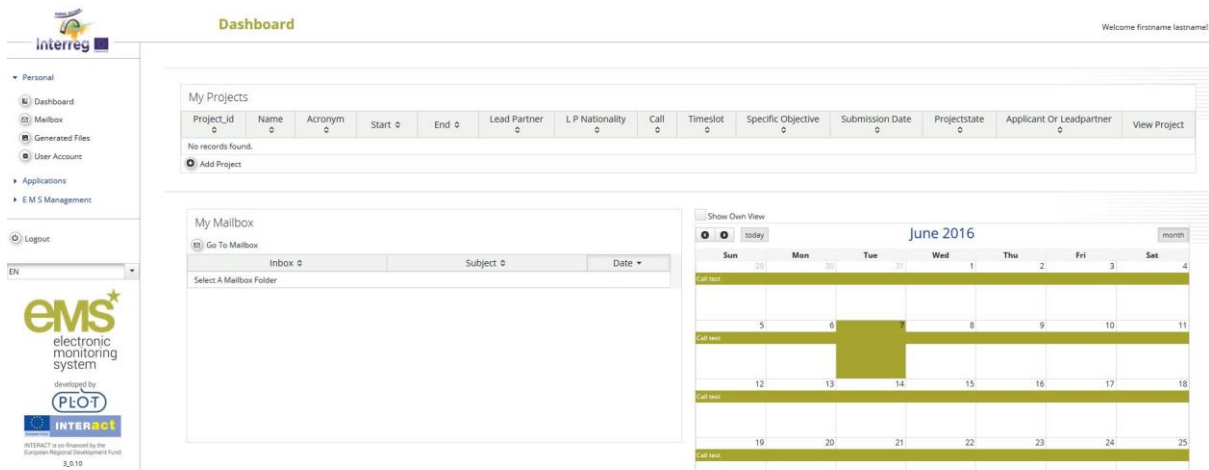 Interreg
Dashboard
Welcome firstname lastname!
Personal
Dashboard
Mailbox
Generated Files
User Account
Applications
E M S Management
Logout
EN
eMS
electronic
monitoring
system
developed by
PLOT
INTERact
INTERACT is co-financed by the
European Regional Development Fund
3_0.10
My Projects
Project_id Name Acronym Start End Lead Partner L P Nationality Call Timeslot Specific Objective Submission Date Projectstate Applicant Or Leadpartner View Project
No records found.
Add Project
My Mailbox
Go To Mailbox
Inbox Subject Date
Select A Mailbox Folder
Show Own View
today June 2016 month
Sun Mon Tue Wed Thu Fri Sat
29 30 31 1 2 3 4
Call test
5 6 7 8 9 10 11
Call test
12 13 14 15 16 17 18
Call test
19 20 21 22 23 24 25
Call test